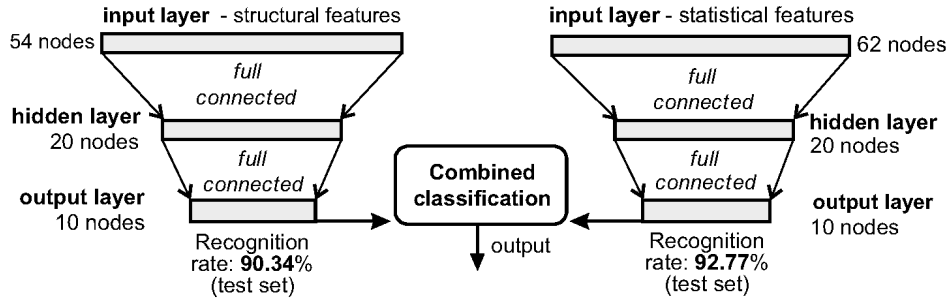 input layer - structural features
54 nodes
full
connected
hidden layer
20 nodes
full
connected
output layer
10 nodes
Recognition
rate: 90.34%
(test set)
Combined
classification
output
input layer - statistical features
62 nodes
full
connected
hidden layer
20 nodes
full
connected
output layer
10 nodes
Recognition
rate: 92.77%
(test set)